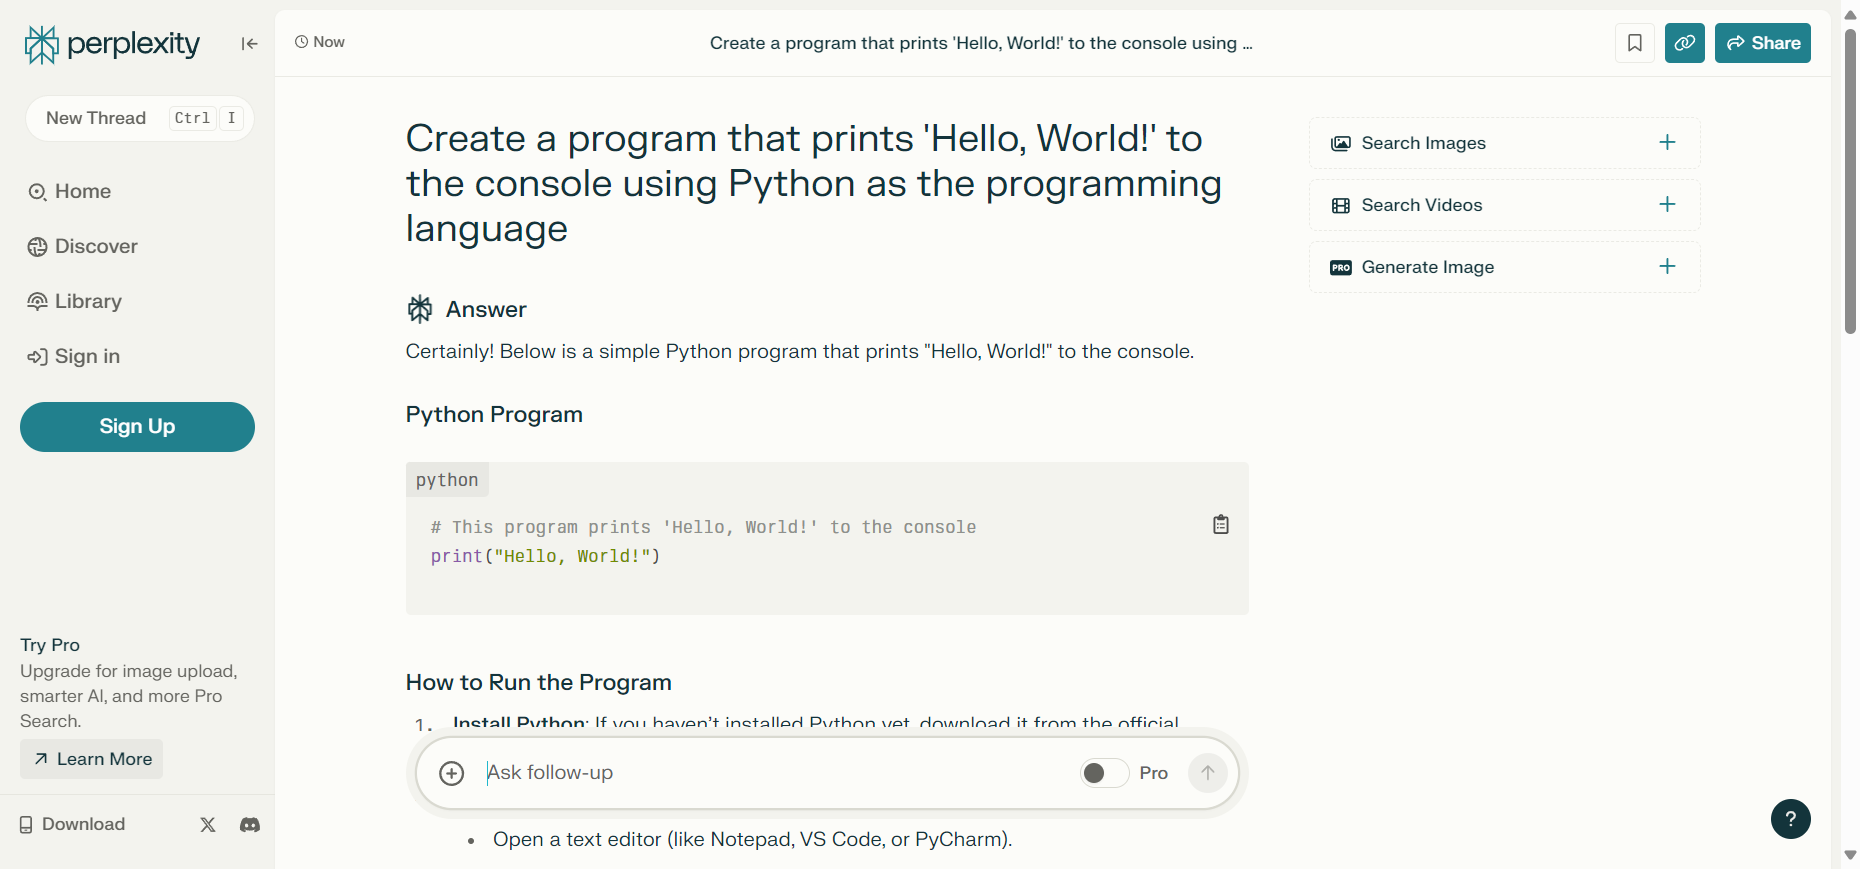 perplexity
New Thread Ctrl I
Home
Discover
Library
Sign in
Sign Up
Try Pro
Upgrade for image upload,
smarter AI, and more Pro
Search.
Learn More
Download
Now
Create a program that prints 'Hello, World!' to the console using ...
Share
Create a program that prints 'Hello, World!' to
the console using Python as the programming
language
Answer
Certainly! Below is a simple Python program that prints "Hello, World!" to the console.
Python Program
python
# This program prints 'Hello, World!' to the console
print("Hello, World!")
How to Run the Program
1. Install Python: If you haven't installed Python yet, download it from the official
Ask follow-up
Pro
• Open a text editor (like Notepad, VS Code, or PyCharm).
Search Images
Search Videos
PRO Generate Image
?